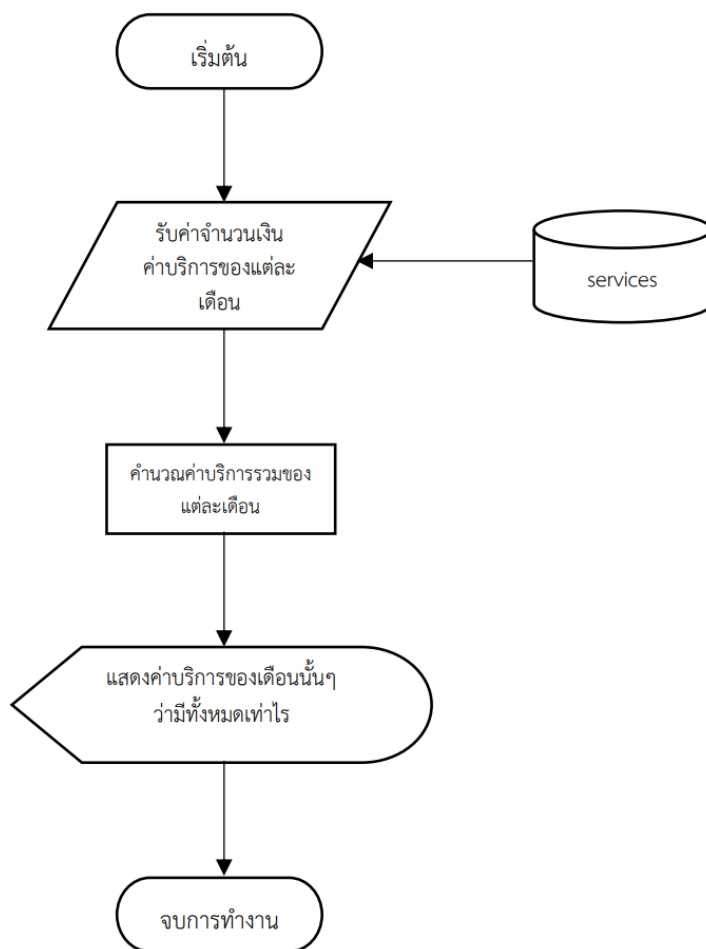 เริ่มต้น
รับค่าจำนวนเงิน
ค่าบริการของแต่ละ
เดือน
services
คำนวณค่าบริการรวมของ
แต่ละเดือน
แสดงค่าบริการของเดือนนั้นๆ
ว่ามีทั้งหมดเท่าไร
จบการทำงาน